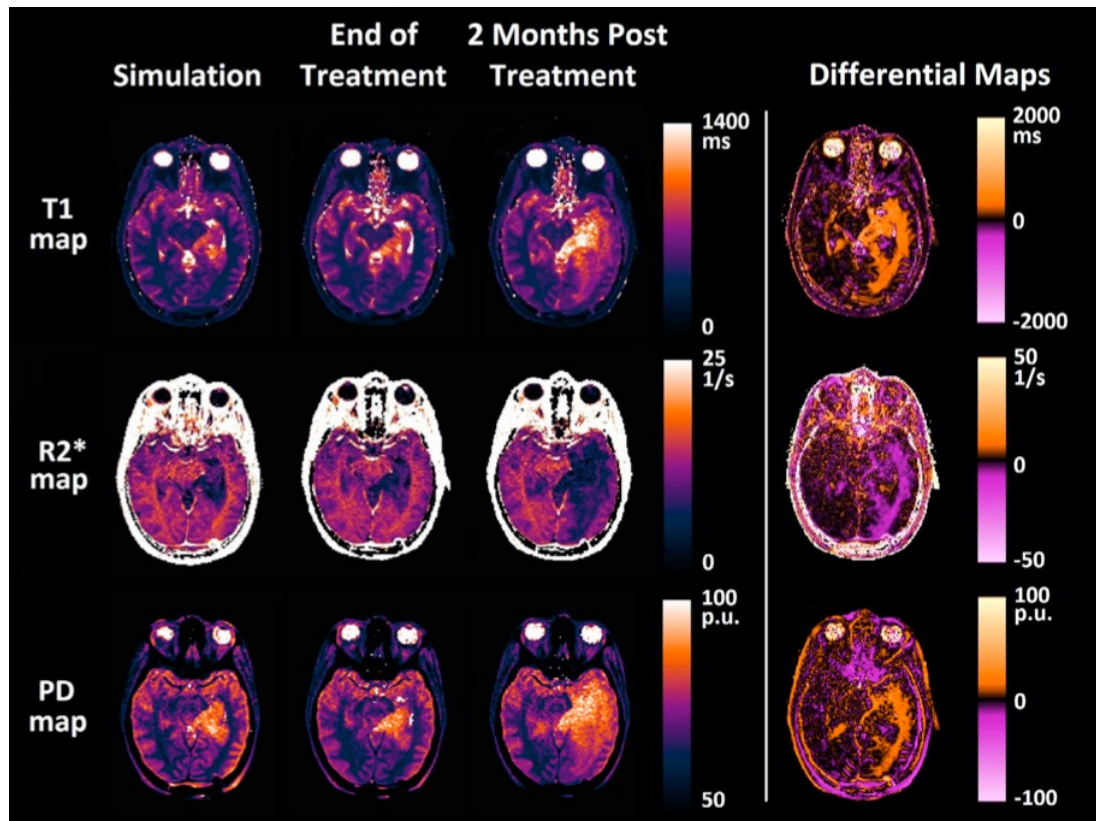 End of
2 Months Post
Simulation
Treatment
Treatment
Differential Maps
T1
map
1400
ms
0
2000
ms
0
-2000
R2*
map
25
1/s
0
50
1/s
0
-50
PD
map
100
p.u.
50
100
p.u.
0
-100